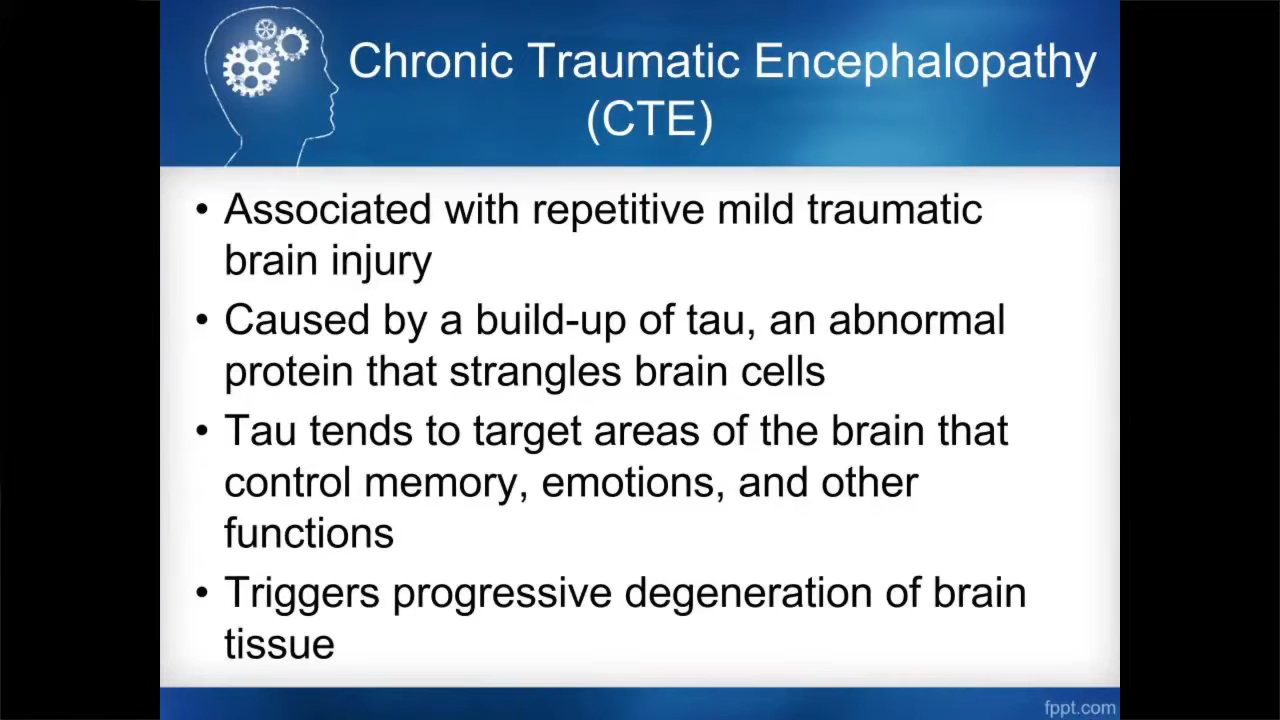 Chronic Traumatic Encephalopathy
(CTE)
• Associated with repetitive mild traumatic
brain injury
• Caused by a build-up of tau, an abnormal
protein that strangles brain cells
• Tau tends to target areas of the brain that
control memory, emotions, and other
functions
• Triggers progressive degeneration of brain
tissue
fppt.com